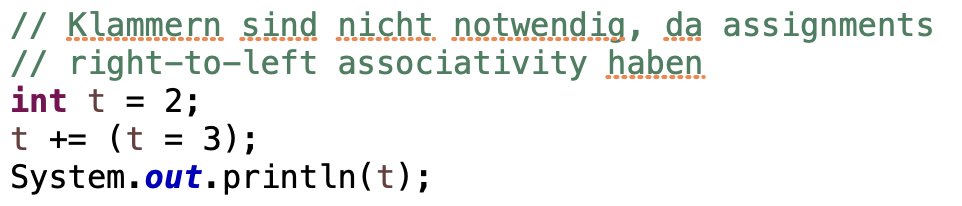 // Klammern sind nicht notwendig, da assignments
// right-to-left associativity haben
int t = 2;
t += (t = 3);
System.out.println(t);